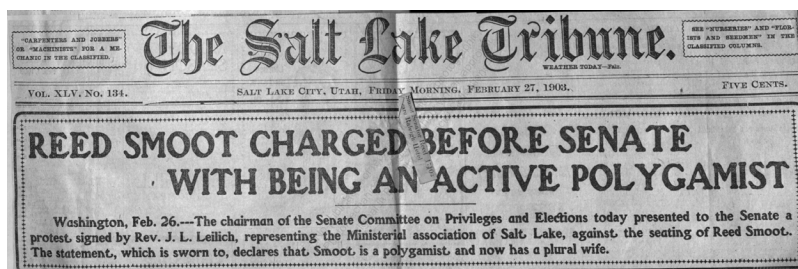 "CARPENTERS AND JOBBERS"
OR "MACHINISTS" FOR A ME-
CHANIC IN THE CLASSIFIED.
The Salt Lake Tribune.
SEE "NURSERIES" AND "FLOR-
ISTS AND SEEDMEN" IN THE
CLASSIFIED COLUMNS.
WEATHER TODAY—Fair.
VOL. XLV. NO. 134.
SALT LAKE CITY, UTAH, FRIDAY MORNING, FEBRUARY 27, 1903.
FIVE CENTS.
REED SMOOT CHARGED BEFORE SENATE
WITH BEING AN ACTIVE POLYGAMIST
Washington, Feb. 26.---The chairman of the Senate Committee on Privileges and Elections today presented to the Senate a
protest signed by Rev. J. L. Leilich, representing the Ministerial association of Salt Lake, against the seating of Reed Smoot.
The statement, which is sworn to, declares that Smoot is a polygamist and now has a plural wife.